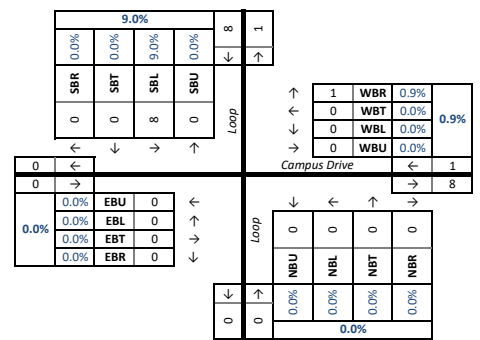 9.0%
8 1
0.0% 0.0% 9.0% 0.0%
↓ ↑
SBR SBT SBL SBU
0 0 8 0
← ↓ → ↑
Loop
↑ 1 WBR 0.9%
← 0 WBT 0.0%
↓ 0 WBL 0.0%
→ 0 WBU 0.0%
0.9%
0 ←
Campus Drive
← 1
0 →
→ 8
0.0%
0.0% EBU 0 ←
0.0% EBL 0 ↑
0.0% EBT 0 →
0.0% EBR 0 ↓
Loop
↓ ← ↑ →
0 0 0 0
NBU NBL NBT NBR
↓ ↑
0.0% 0.0% 0.0% 0.0%
0 0
0.0%